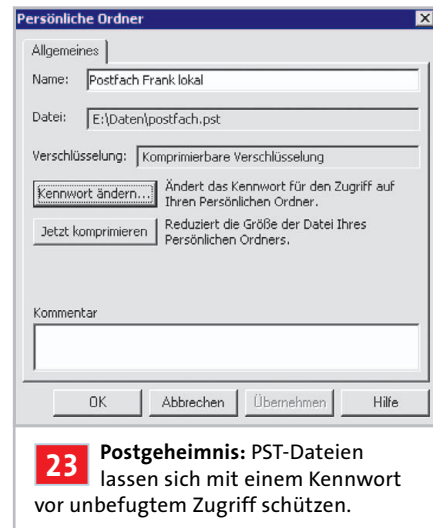 Persönliche Ordner
Allgemeines
Name: Postfach Frank lokal
Datei: E:\Daten\postfach.pst
Verschlüsselung: Komprimierbare Verschlüsselung
Kennwort ändern... Ändert das Kennwort für den Zugriff auf
Ihren Persönlichen Ordner.
Jetzt komprimieren Reduziert die Größe der Datei Ihres
Persönlichen Ordners.
Kommentar
OK Abbrechen Übernehmen Hilfe
23 Postgeheimnis: PST-Dateien
lassen sich mit einem Kennwort
vor unbefugtem Zugriff schützen.